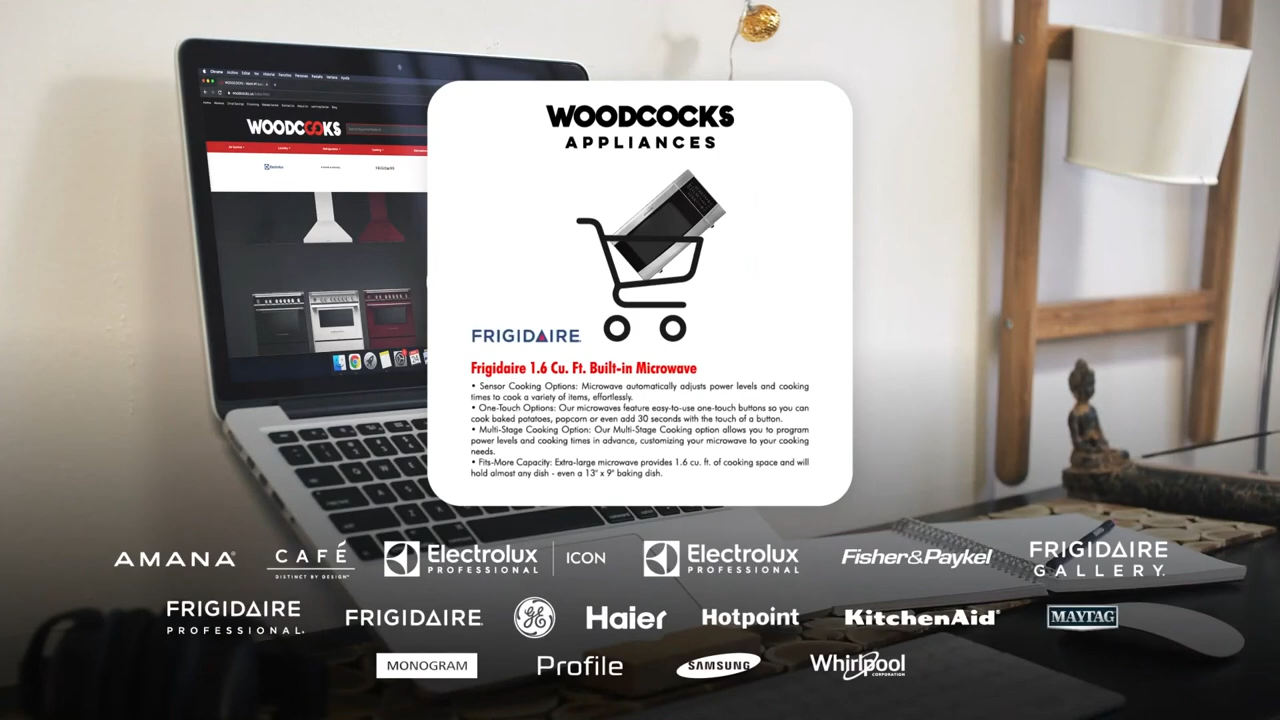 WOODCOCKS
APPLIANCES
WOODCOCKS
Electrolux
FRIGIDAIRE
Frigidaire 1.6 Cu. Ft. Built-in Microwave
• Sensor Cooking Options: Microwave automatically adjusts power levels and cooking
times to cook a variety of items, effortlessly.
• One-Touch Options: Our microwaves feature easy-to-use one-touch buttons so you can
cook baked potatoes, popcorn or even add 30 seconds with the touch of a button.
• Multi-Stage Cooking Option: Our Multi-Stage Cooking option allows you to program
power levels and cooking times in advance, customizing your microwave to your cooking
needs.
• Fits-More Capacity: Extra-large microwave provides 1.6 cu. ft. of cooking space and will
hold almost any dish - even a 13" x 9" baking dish.
AMANA® CAFÉ Electrolux ICON Electrolux Fisher&Paykel FRIGIDAIRE
DISTINCT BY DESIGN™ PROFESSIONAL PROFESSIONAL GALLERY.
FRIGIDAIRE FRIGIDAIRE. GE Haier Hotpoint KitchenAid® MAYTAG
PROFESSIONAL.
MONOGRAM Profile SAMSUNG Whirlpool
CORPORATION